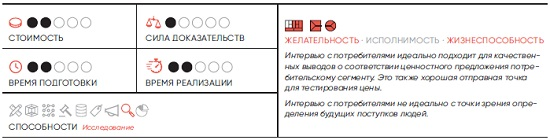 СТОИМОСТЬ
СИЛА ДОКАЗАТЕЛЬСТВ
ВРЕМЯ ПОДГОТОВКИ
ВРЕМЯ РЕАЛИЗАЦИИ
СПОСОБНОСТИ Исследование
ЖЕЛАТЕЛЬНОСТЬ · ИСПОЛНИМОСТЬ · ЖИЗНЕСПОСОБНОСТЬ
Интервью с потребителями идеально подходит для качествен-
ных выводов о соответствии ценностного предложения потре-
бительскому сегменту. Это также хорошая отправная точка
для тестирования цены.
Интервью с потребителями не идеально с точки зрения опре-
деления будущих поступков людей.